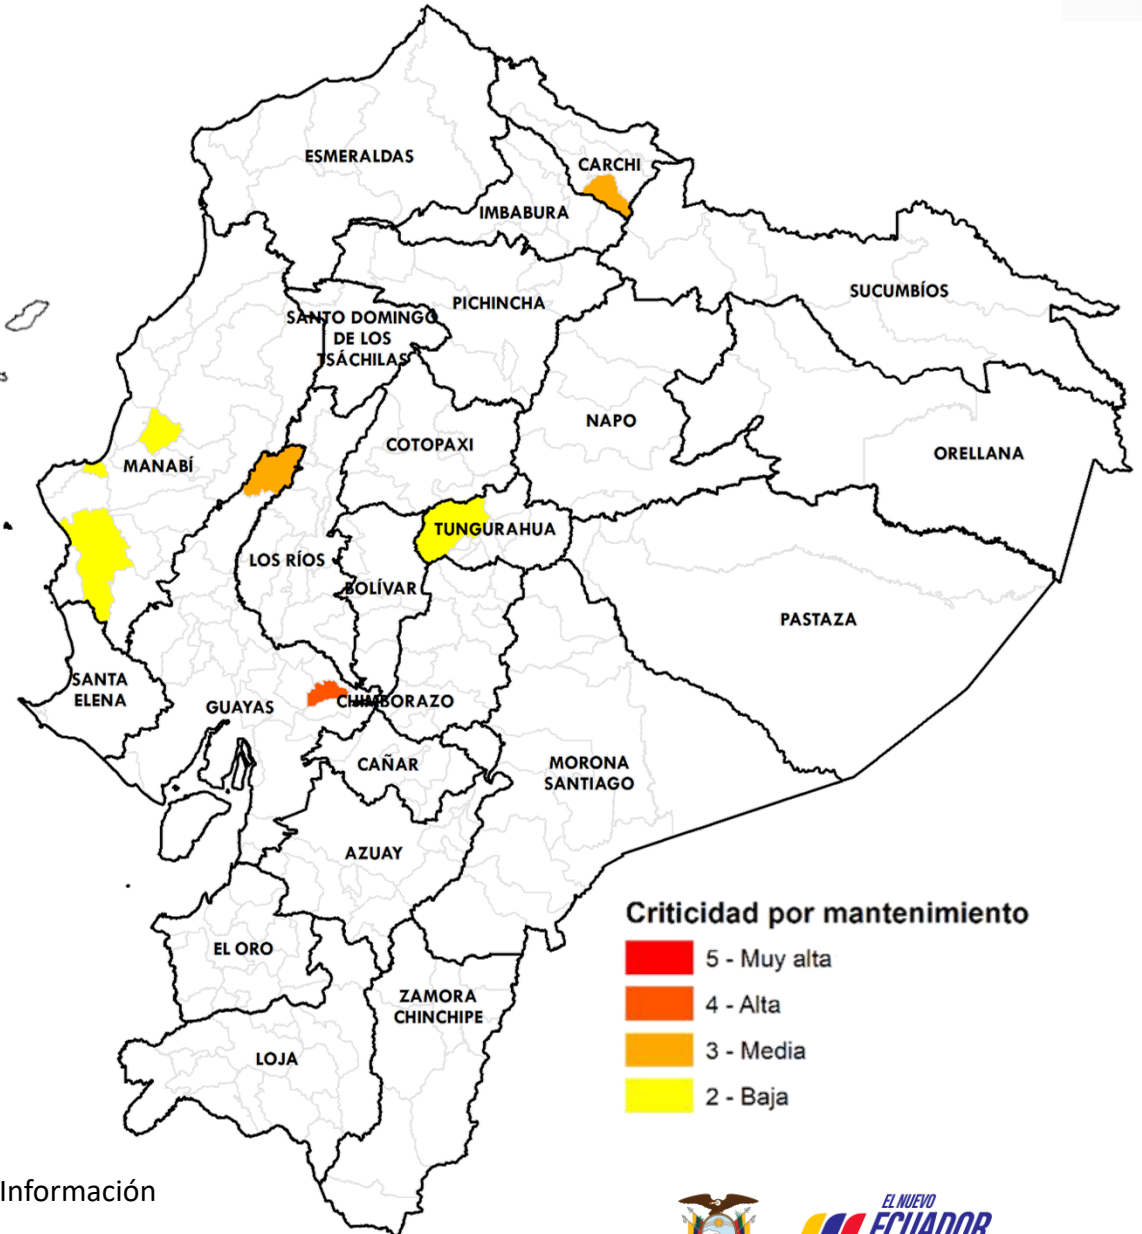 ESMERALDAS
CARCHI
IMBABURA
SUCUMBÍOS
PICHINCHA
SANTO DOMINGO
DE LOS
TSÁCHILAS
NAPO
COTOPAXI
ORELLANA
MANABÍ
TUNGURAHUA
LOS RÍOS
BOLÍVAR
PASTAZA
SANTA
ELENA
GUAYAS
CHIMBORAZO
CAÑAR
MORONA
SANTIAGO
AZUAY
EL ORO
ZAMORA
CHINCHIPE
LOJA
Criticidad por mantenimiento
5 - Muy alta
4 - Alta
3 - Media
2 - Baja
Información
EL NUEVO
ECUADOR